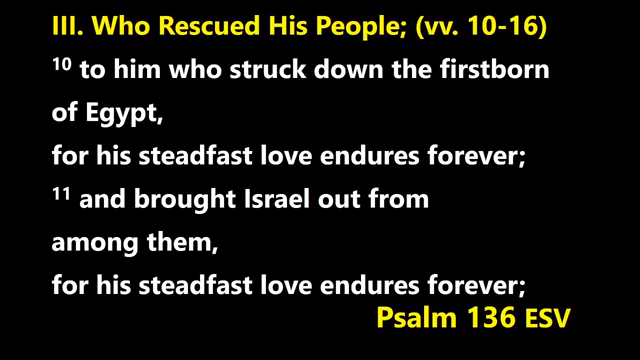 III. Who Rescued His People; (vv. 10-16)
10 to him who struck down the firstborn
of Egypt,
for his steadfast love endures forever;
11 and brought Israel out from
among them,
for his steadfast love endures forever;
Psalm 136 ESV